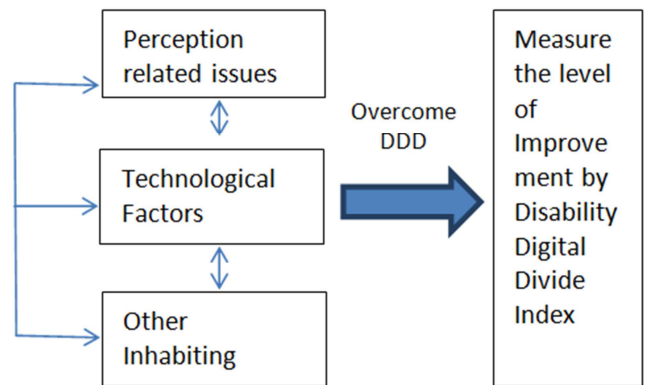 Perception
related issues
Technological
Factors
Other
Inhabiting
Overcome
DDD
Measure
the level
of
Improve
ment by
Disability
Digital
Divide
Index